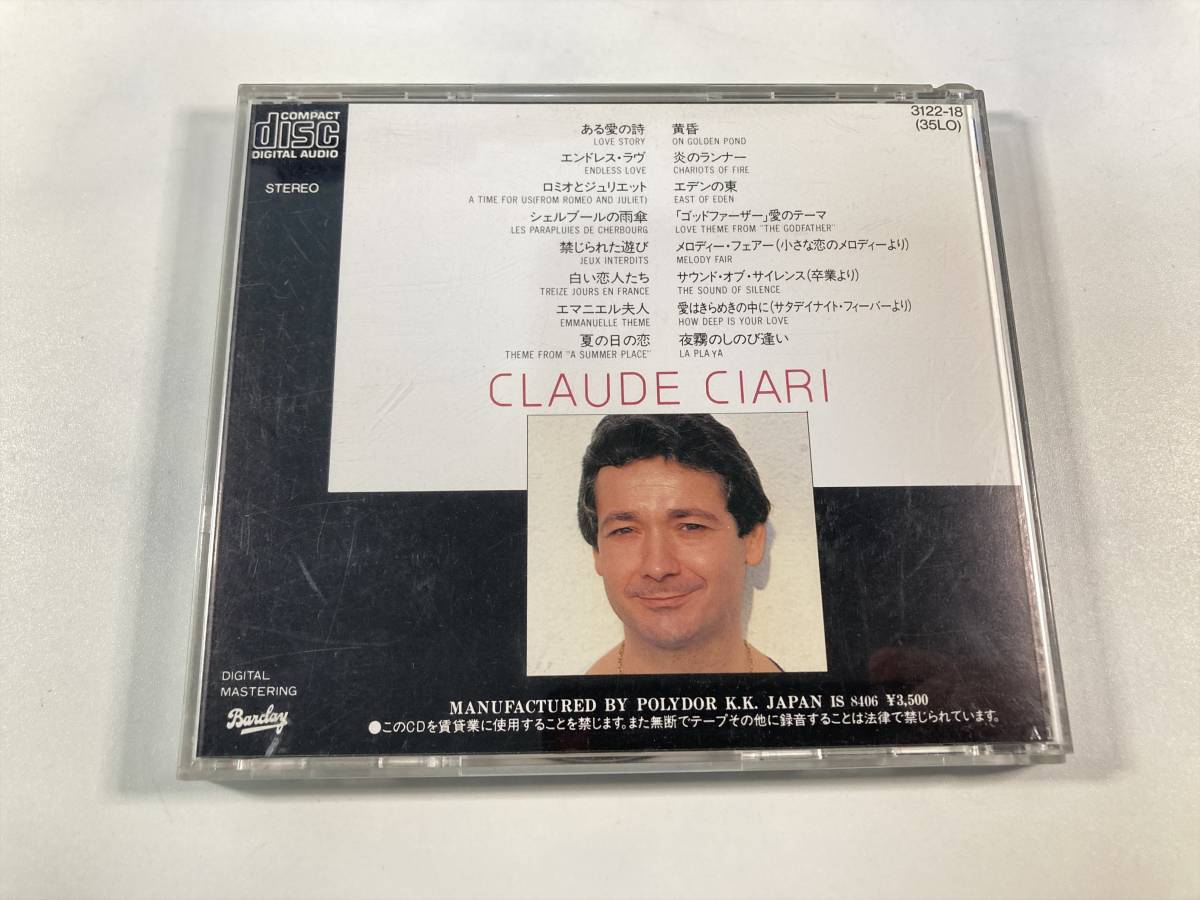 COMPACT
disc
DIGITAL AUDIO
STEREO
3122-18
(35LO)
ある愛の詩
LOVE STORY
エンドレス・ラヴ
ENDLESS LOVE
ロミオとジュリエット
A TIME FOR US(FROM ROMEO AND JULIET)
シェルブールの雨傘
LES PARAPLUIES DE CHERBOURG
禁じられた遊び
JEUX INTERDITS
白い恋人たち
TREIZE JOURS EN FRANCE
エマニエル夫人
EMMANUELLE THEME
夏の日の恋
THEME FROM "A SUMMER PLACE"
黄昏
ON GOLDEN POND
炎のランナー
CHARIOTS OF FIRE
エデンの東
EAST OF EDEN
「ゴッドファーザー」愛のテーマ
LOVE THEME FROM "THE GODFATHER"
メロディー・フェアー(小さな恋のメロディーより)
MELODY FAIR
サウンド・オブ・サイレンス(卒業より)
THE SOUND OF SILENCE
愛はきらめきの中に(サタデイナイト・フィーバーより)
HOW DEEP IS YOUR LOVE
夜霧のしのび逢い
LA PLAYA
CLAUDE CIARI
DIGITAL
MASTERING
Barclay
MANUFACTURED BY POLYDOR K.K. JAPAN IS 8406 ¥3,500
●このCDを賃貸業に使用することを禁じます。また無断でテープその他に録音することは法律で禁じられています。
A